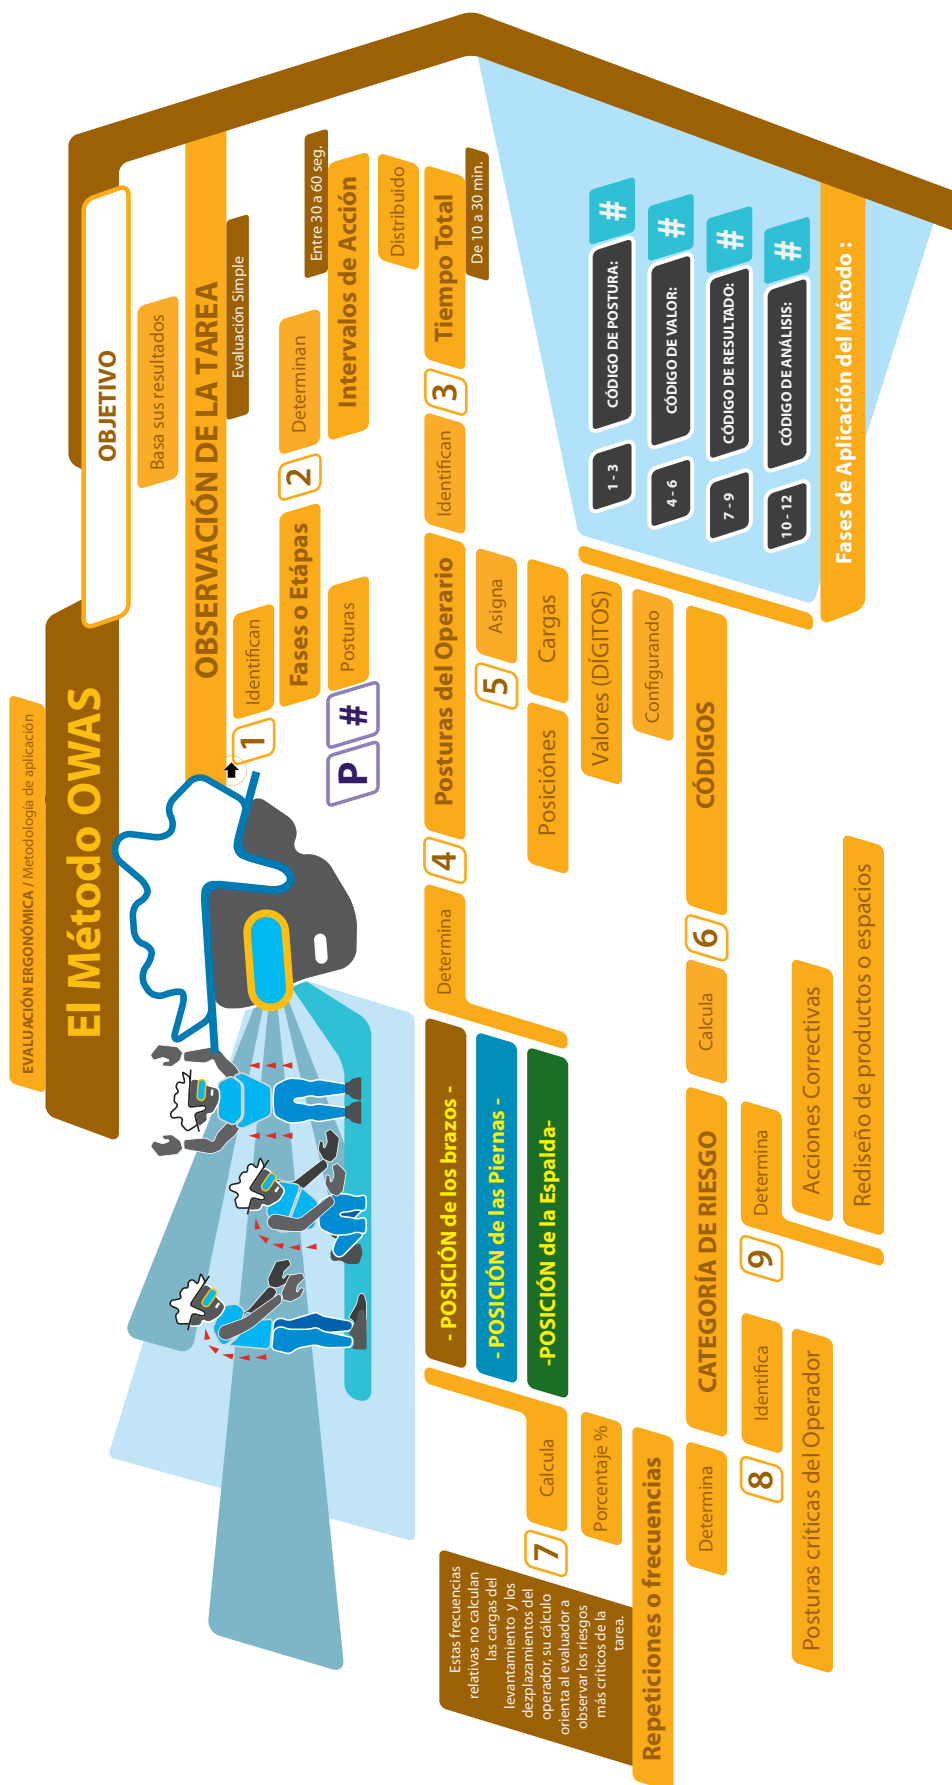 EVALUACIÓN ERGONÓMICA / Metodología de aplicación
El Método OWAS
OBJETIVO
Basa sus resultados
OBSERVACIÓN DE LA TAREA
Evaluación Simple
1
Identifican
Fases o Etápas
2
Determinan
Entre 30 a 60 seg.
Intervalos de Acción
P #
Posturas
Distribuido
Determina
4
Posturas del Operario
Identifican
3
Tiempo Total
De 10 a 30 min.
- POSICIÓN de los brazos -
- POSICIÓN de las Piernas -
-POSICIÓN de la Espalda-
5
Asigna
Posiciónes
Cargas
Valores (DÍGITOS)
Configurando
CÓDIGOS
6
Calcula
CATEGORÍA DE RIESGO
Determina
7
Calcula
Porcentaje %
Repeticiones o frecuencias
Estas frecuencias
relativas no calculan
las cargas del
levantamiento y los
dezplazamientos del
operador, su cálculo
orienta al evaluador a
observar los riesgos
más críticos de la
tarea.
8
Identifica
Posturas críticas del Operador
9
Determina
Acciones Correctivas
Rediseño de productos o espacios
1 - 3
CÓDIGO DE POSTURA:
#
4 - 6
CÓDIGO DE VALOR:
#
7 - 9
CÓDIGO DE RESULTADO:
#
10 - 12
CÓDIGO DE ANÁLISIS:
#
Fases de Aplicación del Método :